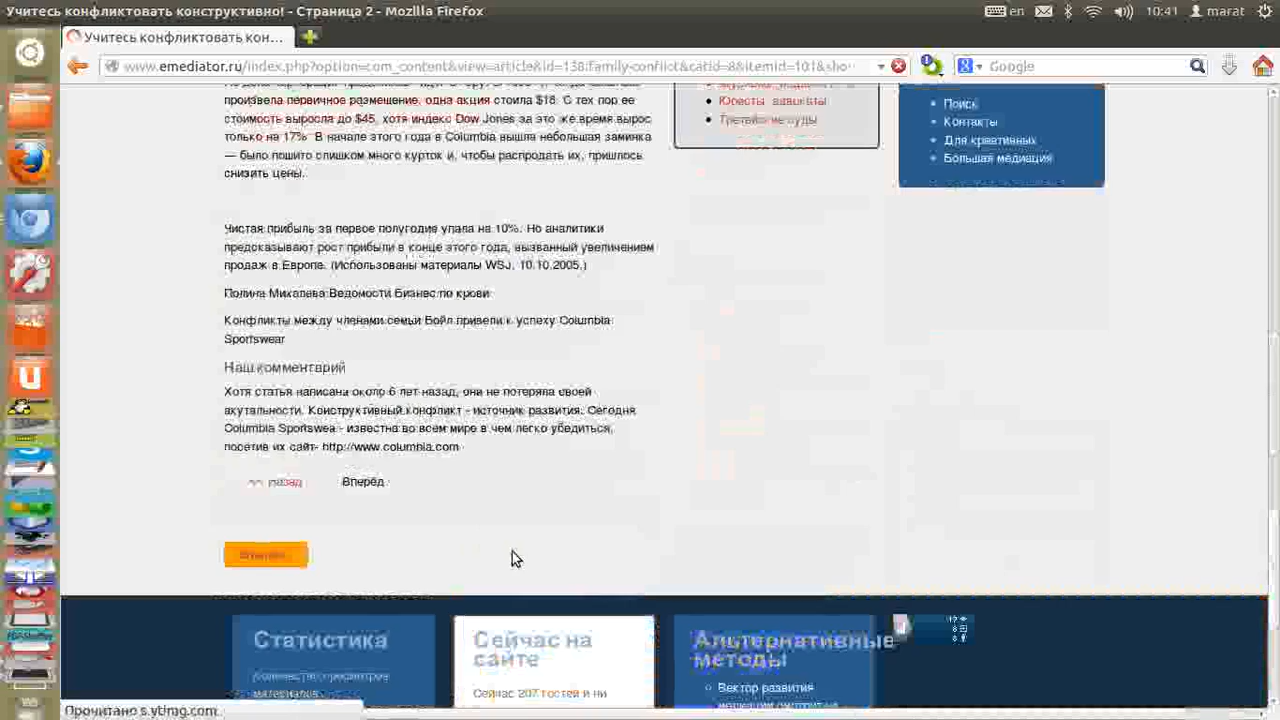 Учитесь конфликтовать конструктивно! - Страница 2 - Mozilla Firefox
en
10:41
marat
Учитесь конфликтовать кон...
www.emediator.ru/index.php?option=com_content&view=article&id=138:family-conflict&catid=8&Itemid=101&sho
Google
произвела первичное размещение, одна акция стоила $18. С тех пор ее
стоимость выросла до $45, хотя индекс Dow Jones за это же время вырос
только на 17%. В начале этого года в Columbia вышла небольшая заминка
— было пошито слишком много курток и, чтобы распродать их, пришлось
снизить цены.
Чистая прибыль за первое полугодие упала на 10%. Но аналитики
предсказывают рост прибыли в конце этого года, вызванный увеличением
продаж в Европе. (Использованы материалы WSJ, 10.10.2005.)
Полина Михалева Ведомости Бизнес по крови
Конфликты между членами семьи Бойл привели к успеху Columbia
Sportswear
Наш комментарий
Хотя статья написана около 6 лет назад, они не потеряла своей
акутальности. Конструктивный конфликт - источник развития. Сегодня
Columbia Sportswea - известна во всем мире в чем легко убедиться,
посетив их сайт- http://www.columbia.com
назад
Вперёд
Юристы, адвокаты
Третейские суды
Поиск
Контакты
Для креативных
Большая медиация
Статистика
Количество просмотров
материалов
Сейчас на
сайте
Сейчас 207 гостей и ни
Альтернативные
методы
Вектор развития
Прочитано s.ytimg.com